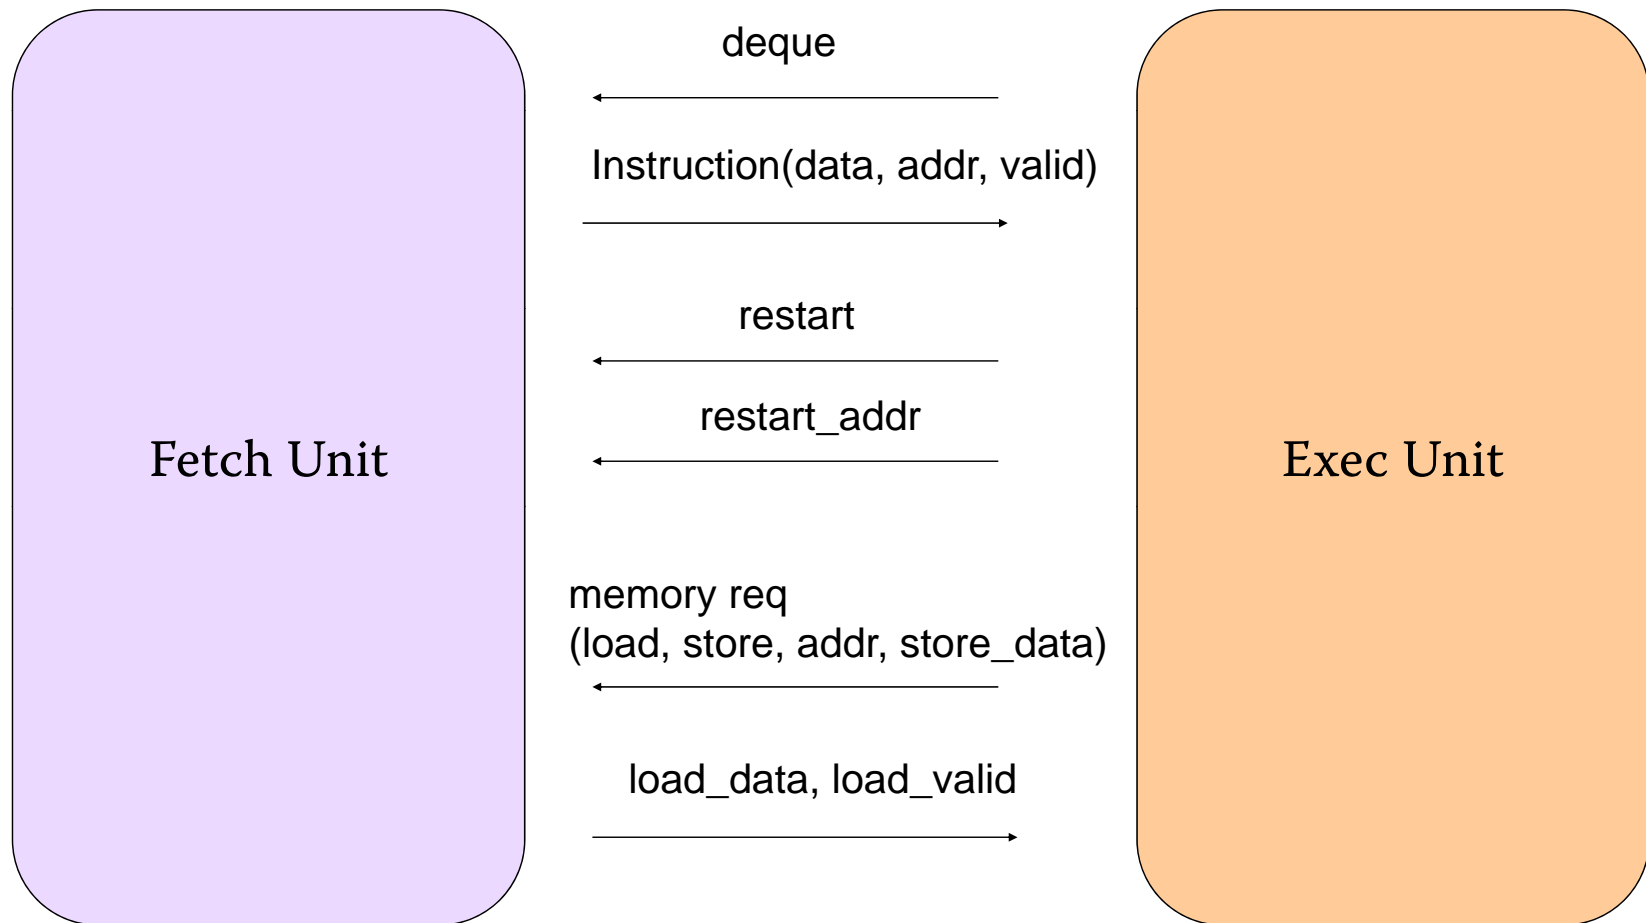 deque
Instruction(data, addr, valid)
restart
restart_addr
Fetch Unit
Exec Unit
memory req
(load, store, addr, store_data)
load_data, load_valid